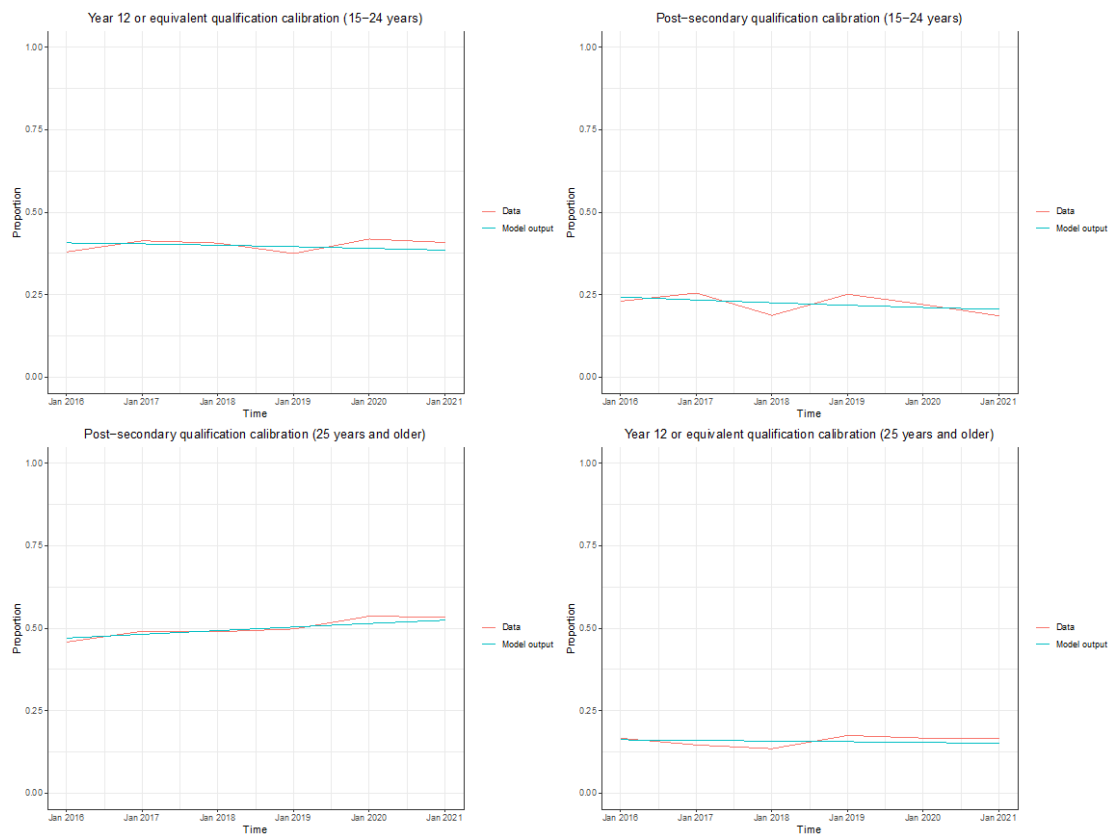 Year 12 or equivalent qualification calibration (15−24 years)
1.00
0.75
0.50
0.25
0.00
Proportion
Jan 2016 Jan 2017 Jan 2018 Jan 2019 Jan 2020 Jan 2021
Time
Data
Model output
Post−secondary qualification calibration (15−24 years)
1.00
0.75
0.50
0.25
0.00
Proportion
Jan 2016 Jan 2017 Jan 2018 Jan 2019 Jan 2020 Jan 2021
Time
Data
Model output
Post−secondary qualification calibration (25 years and older)
1.00
0.75
0.50
0.25
0.00
Proportion
Jan 2016 Jan 2017 Jan 2018 Jan 2019 Jan 2020 Jan 2021
Time
Data
Model output
Year 12 or equivalent qualification calibration (25 years and older)
1.00
0.75
0.50
0.25
0.00
Proportion
Jan 2016 Jan 2017 Jan 2018 Jan 2019 Jan 2020 Jan 2021
Time
Data
Model output